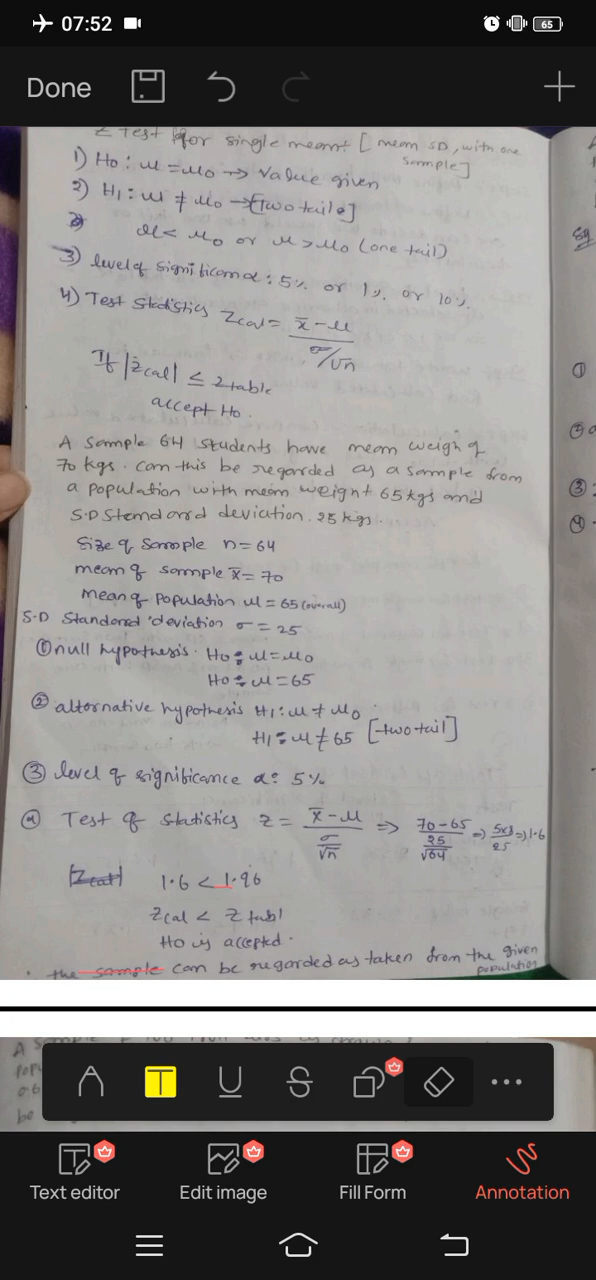 07:52
65
Done
Z Test for single mean: [mean SD, with one
sample]
1) Ho : μ = μo → value given
2) H1 : μ ≠ μo → [Two tail]
μ < μo or μ > μo (one tail)
3) level of significance : 5% or 1% or 10%
4) Test Statistics Zcal = x̄ - μ / σ/√n
If |Zcal| ≤ Ztable
accept Ho.
A sample 64 students have mean weigh of
70 kgs. can this be regarded as a sample from
a population with mean weight 65 kgs and
S.D Standard deviation. 25 kgs.
Size of Sample n = 64
mean of sample x̄ = 70
Mean of Population μ = 65 (overall)
S.D Standered deviation σ = 25
① null hypothesis. Ho : μ = μo
Ho : μ = 65
② alternative hypothesis H1 : μ ≠ μo
H1 : μ ≠ 65 [two tail]
③ level of significance α: 5%
④ Test of Statistics z = x̄ - μ / σ/√n => 70-65 / 25/√64 => 5x8/25 => 1.6
|Zcal| 1.6 < 1.96
Zcal < Z tabl
Ho is accepted.
the sample can be regarded as taken from the given
population
A
be
T U S
Text editor Edit image Fill Form Annotation